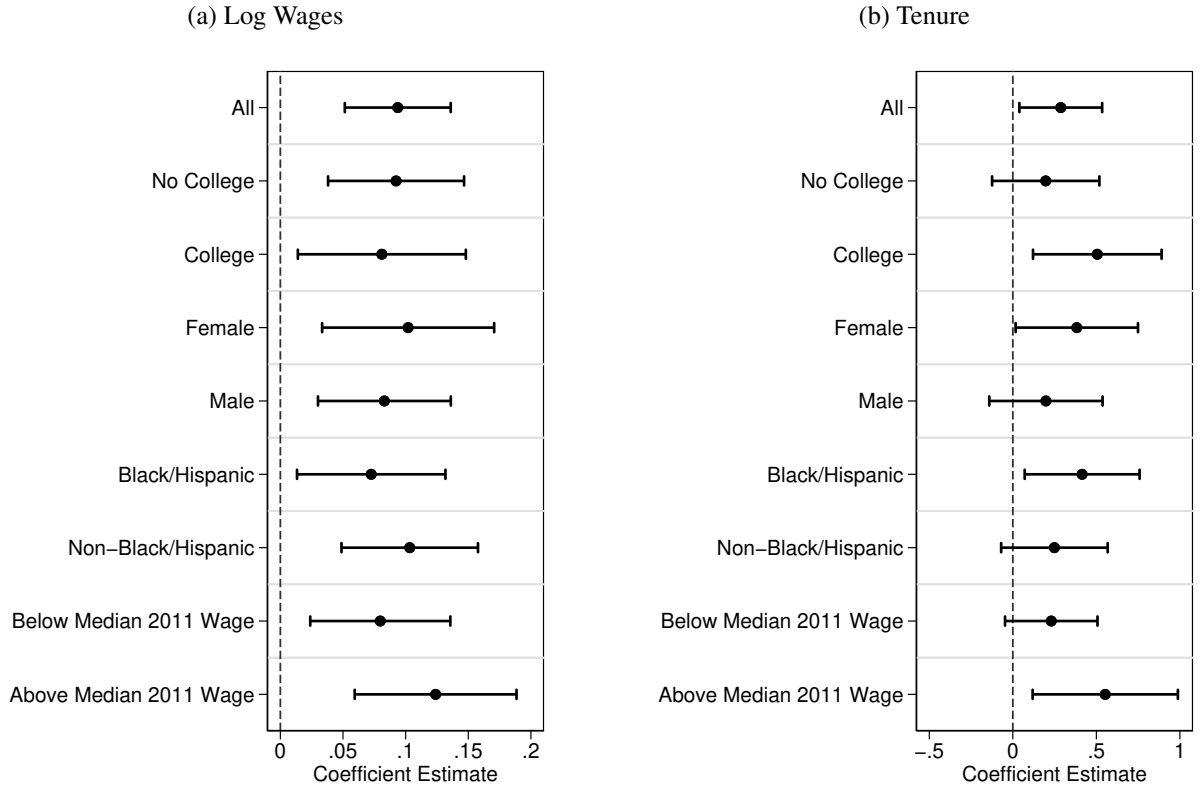 (a) Log Wages
All
No College
College
Female
Male
Black/Hispanic
Non−Black/Hispanic
Below Median 2011 Wage
Above Median 2011 Wage
0 .05 .1 .15 .2
Coefficient Estimate
(b) Tenure
All
No College
College
Female
Male
Black/Hispanic
Non−Black/Hispanic
Below Median 2011 Wage
Above Median 2011 Wage
−.5 0 .5 1
Coefficient Estimate